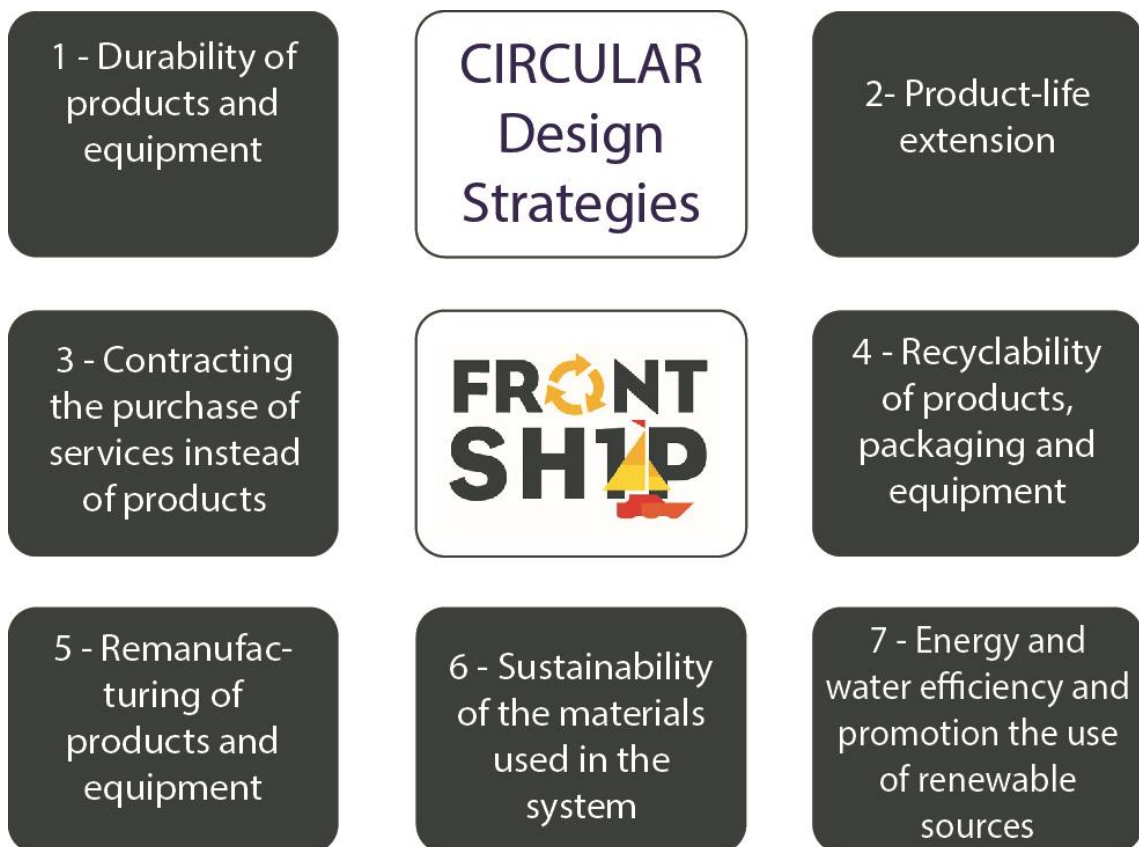 1 - Durability of
products and
equipment
CIRCULAR
Design
Strategies
2- Product-life
extension
3 - Contracting
the purchase of
services instead
of products
FRONT
SH1P
4 - Recyclability
of products,
packaging and
equipment
5 - Remanufac-
turing of
products and
equipment
6 - Sustainability
of the materials
used in the
system
7 - Energy and
water efficiency and
promotion the use
of renewable
sources